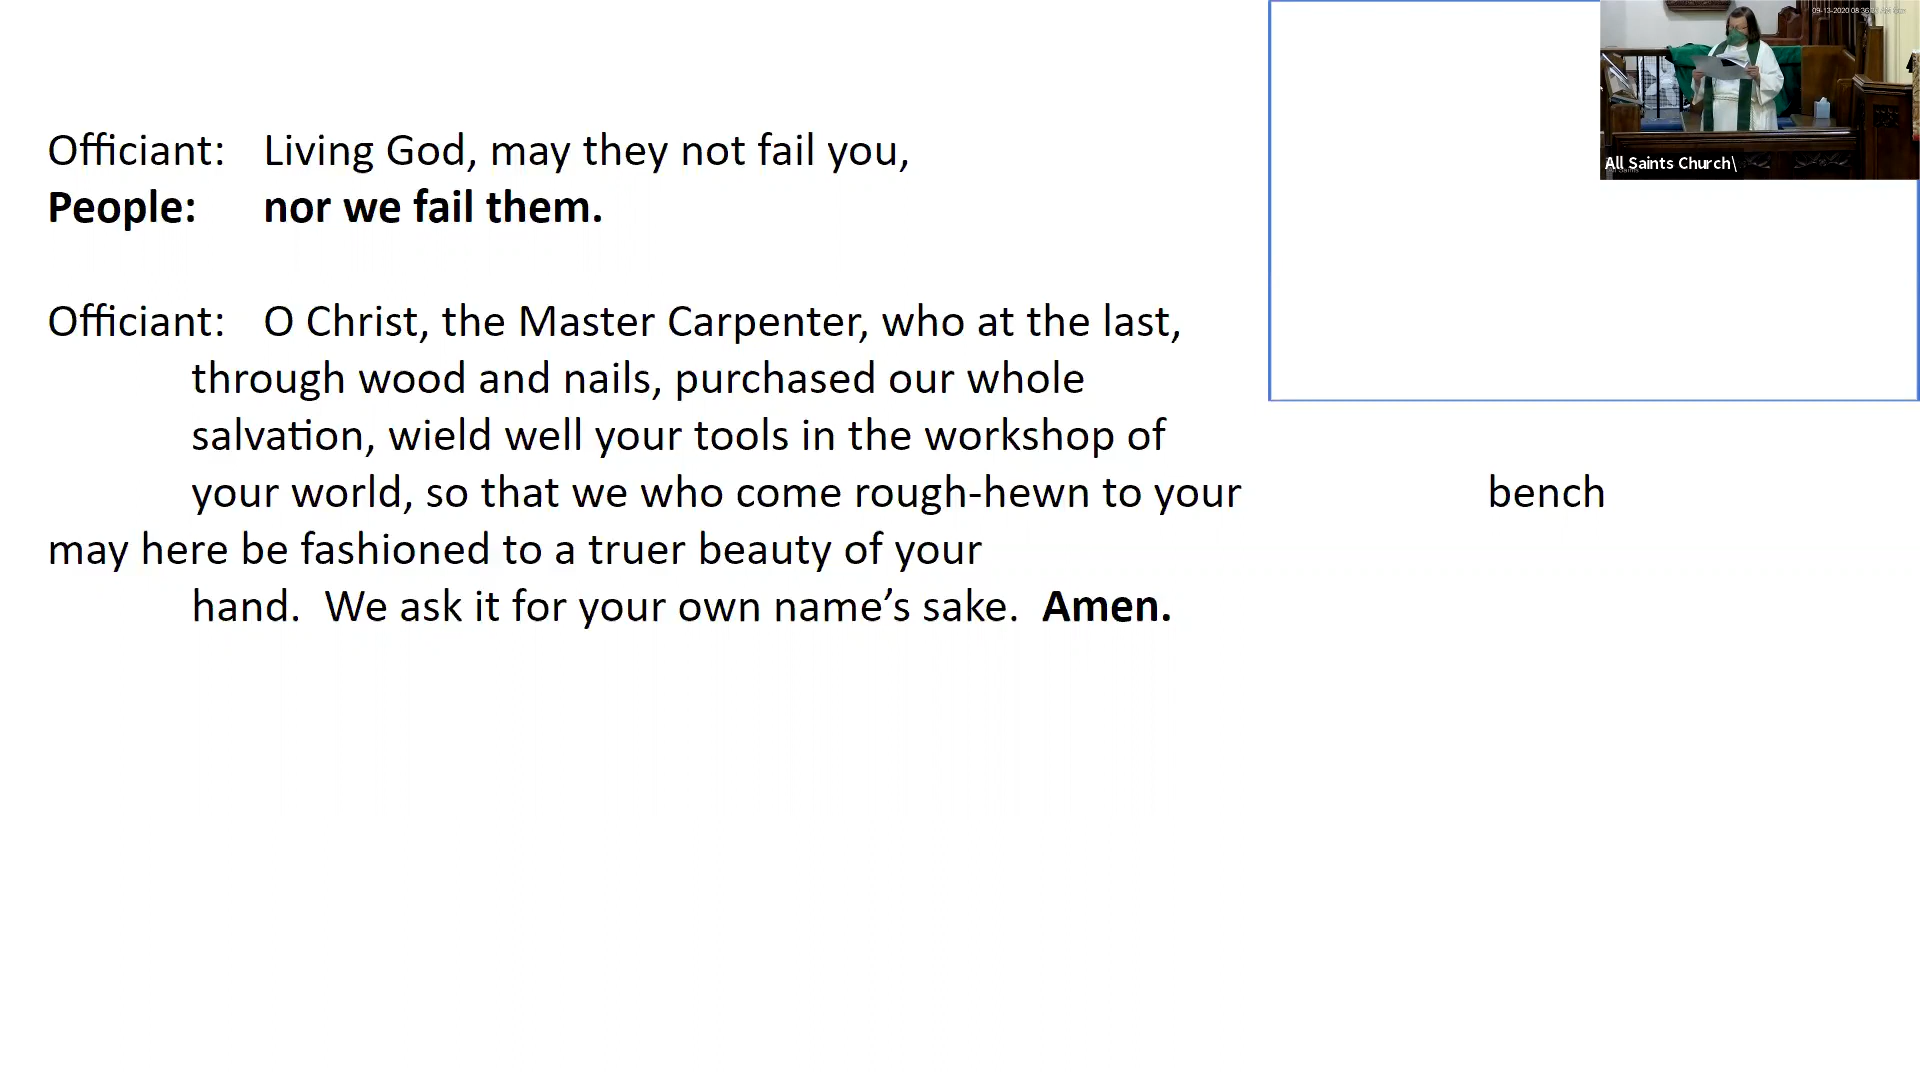 09-13-2020
Officiant: Living God, may they not fail you,
People: nor we fail them.
All Saints Church\
Officiant: O Christ, the Master Carpenter, who at the last,
through wood and nails, purchased our whole
salvation, wield well your tools in the workshop of
your world, so that we who come rough-hewn to your bench
may here be fashioned to a truer beauty of your
hand. We ask it for your own name’s sake. Amen.